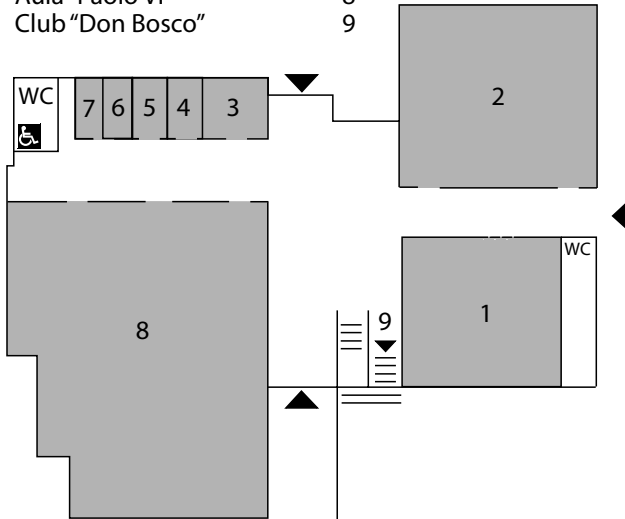 Aula “Paolo VI” 8
Club “Don Bosco” 9
WC
7 6 5 4 3
2
WC
1
9
8